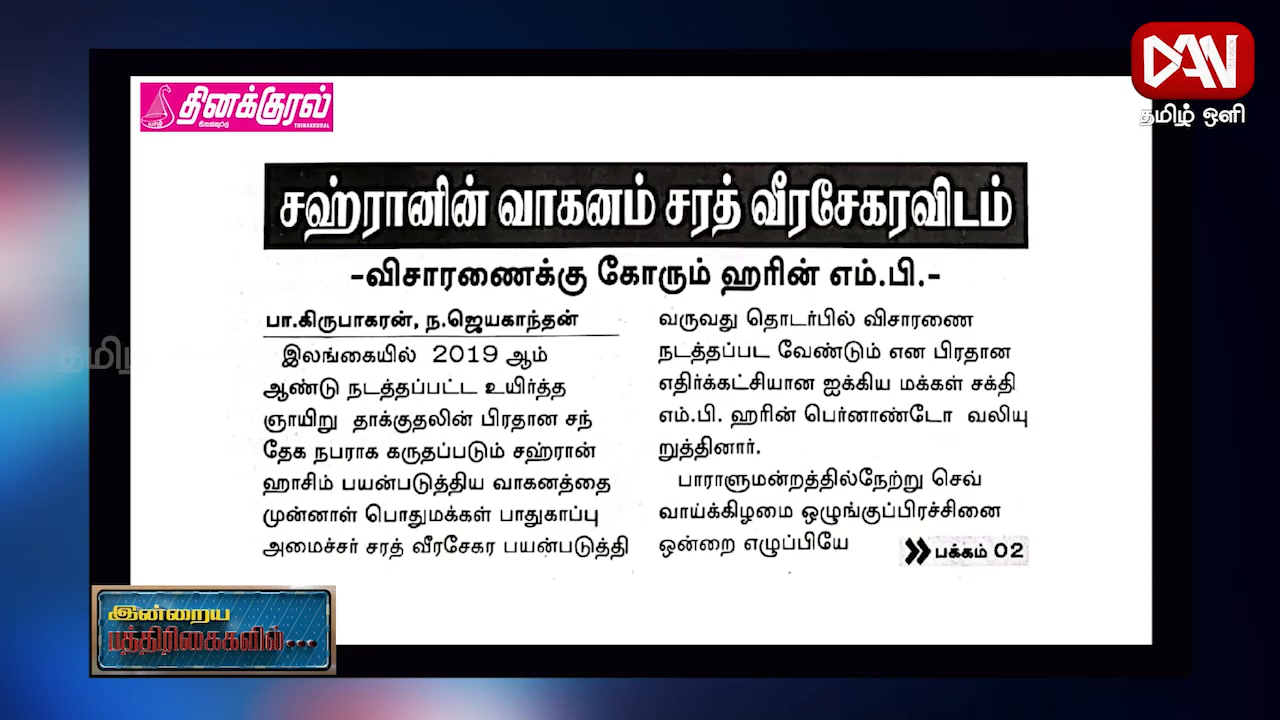 தினக்குரல்
THINAKKURAL
DAN
தமிழ் ஒளி
சஹ்ரானின் வாகனம் சரத் வீரசேகரவிடம்
-விசாரணைக்கு கோரும் ஹரின் எம்.பி.-
பா.கிருபாகரன், ந.ஜெயகாந்தன்
இலங்கையில் 2019 ஆம்
ஆண்டு நடத்தப்பட்ட உயிர்த்த
ஞாயிறு தாக்குதலின் பிரதான சந்
தேக நபராக கருதப்படும் சஹ்ரான்
ஹாசிம் பயன்படுத்திய வாகனத்தை
முன்னாள் பொதுமக்கள் பாதுகாப்பு
அமைச்சர் சரத் வீரசேகர பயன்படுத்தி
வருவது தொடர்பில் விசாரணை
நடத்தப்பட வேண்டும் என பிரதான
எதிர்க்கட்சியான ஐக்கிய மக்கள் சக்தி
எம்.பி. ஹரின் பெர்னாண்டோ வலியு
றுத்தினார்.
பாராளுமன்றத்தில்நேற்று செவ்
வாய்க்கிழமை ஒழுங்குப்பிரச்சினை
ஒன்றை எழுப்பியே
பக்கம் 02
தமிழ்
இன்றைய
பத்திரிகைகளில்...